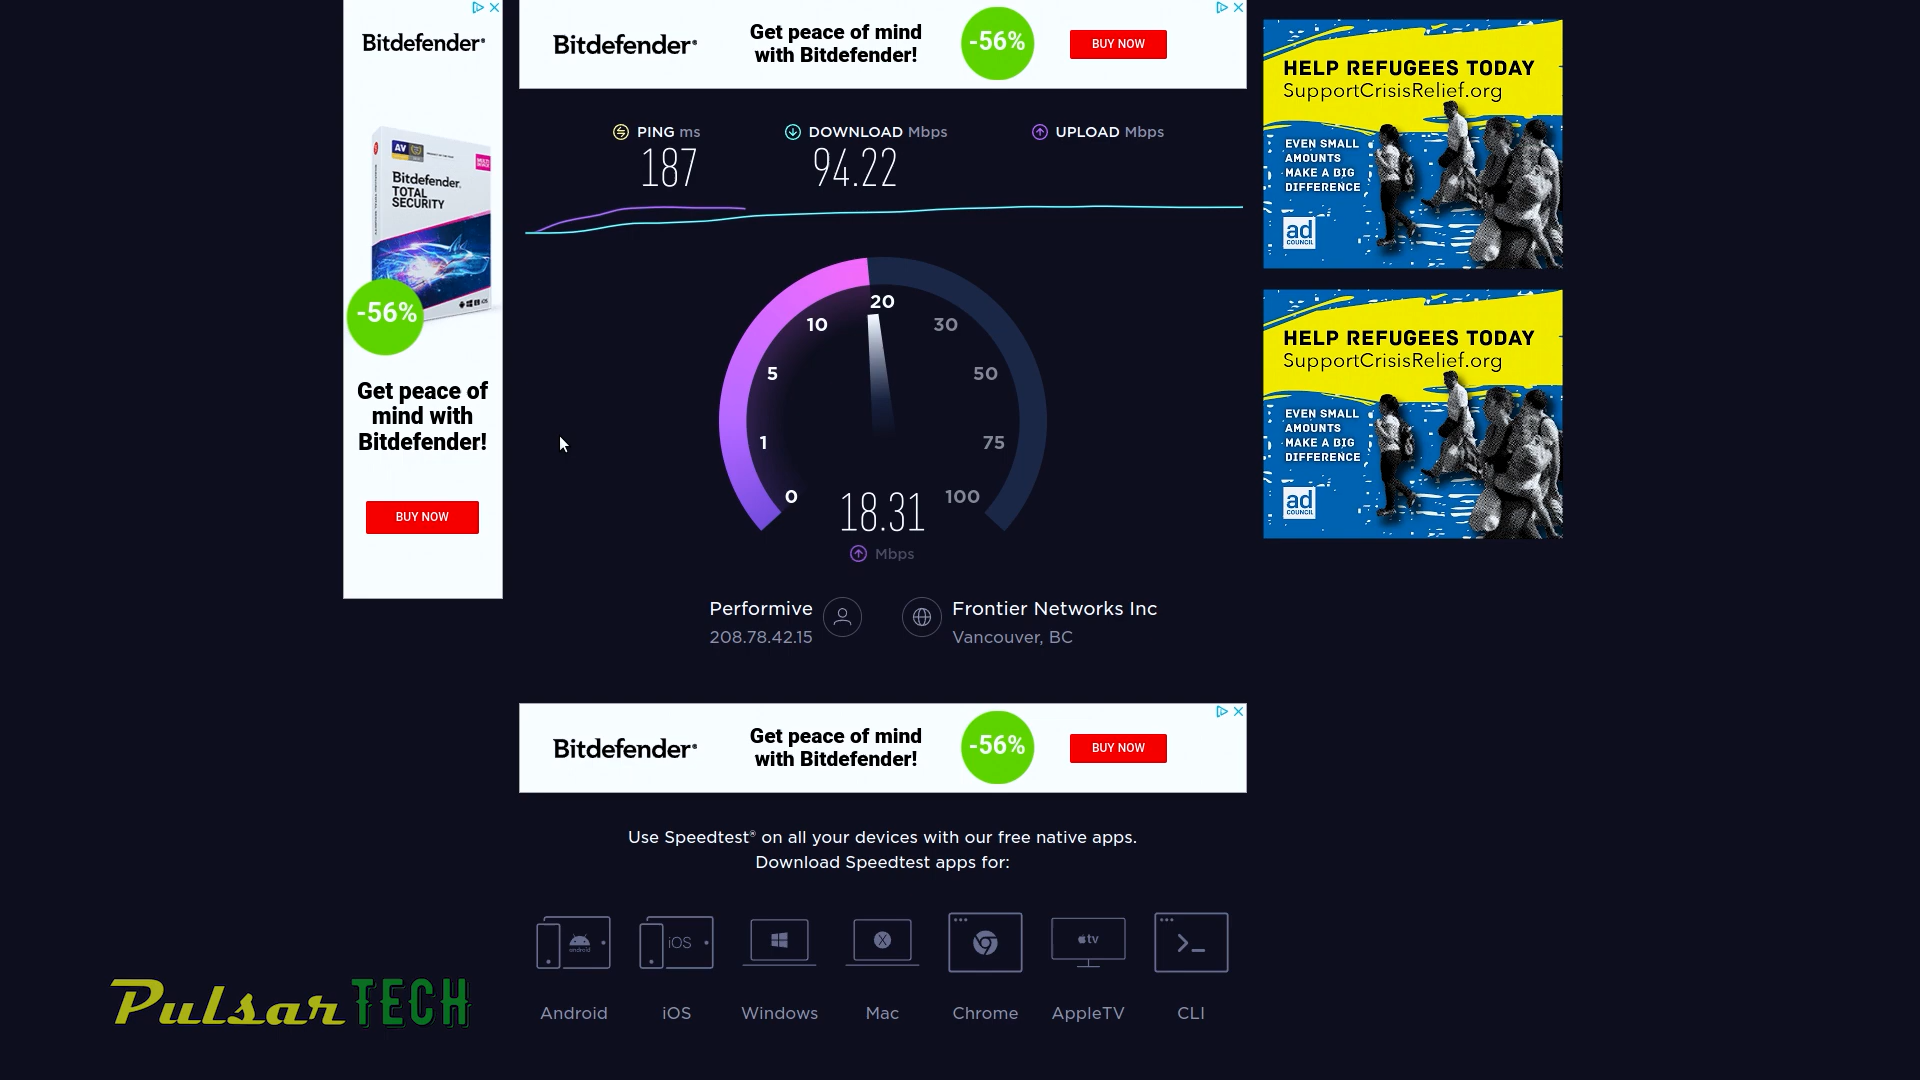 Bitdefender
AV
Bitdefender
TOTAL
SECURITY
-56%
Get peace of
mind with
Bitdefender!
BUY NOW
Bitdefender
Get peace of mind
with Bitdefender!
-56%
BUY NOW
PING ms
187
DOWNLOAD Mbps
94.22
UPLOAD Mbps
0
1
5
10
20
30
50
75
100
18.31
Mbps
Performive
208.78.42.15
Frontier Networks Inc
Vancouver, BC
HELP REFUGEES TODAY
SupportCrisisRelief.org
EVEN SMALL
AMOUNTS
MAKE A BIG
DIFFERENCE
ad
COUNCIL
HELP REFUGEES TODAY
SupportCrisisRelief.org
EVEN SMALL
AMOUNTS
MAKE A BIG
DIFFERENCE
ad
COUNCIL
Bitdefender
Get peace of mind
with Bitdefender!
-56%
BUY NOW
Use Speedtest® on all your devices with our free native apps.
Download Speedtest apps for:
android
iOS
X
tv
Android
iOS
Windows
Mac
Chrome
AppleTV
CLI
PulsarTECH